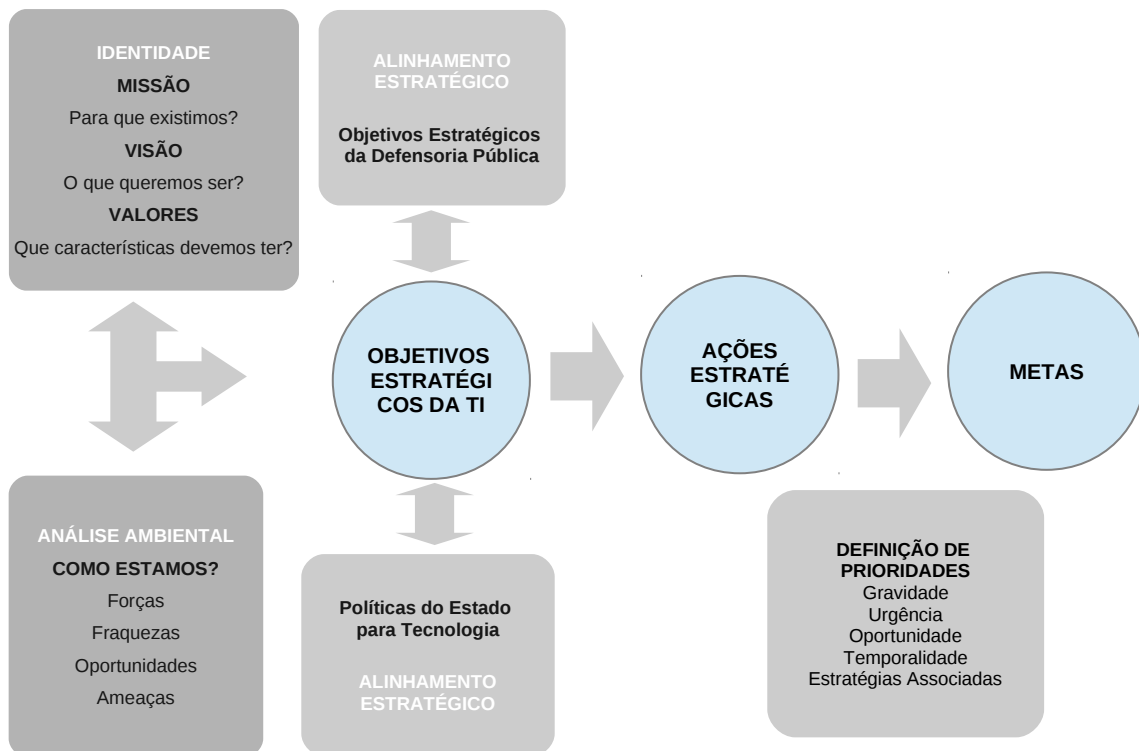 IDENTIDADE
MISSÃO
Para que existimos?
VISÃO
O que queremos ser?
VALORES
Que características devemos ter?
ALINHAMENTO
ESTRATÉGICO
Objetivos Estratégicos
da Defensoria Pública
OBJETIVOS
ESTRATÉGI
COS DA TI
AÇÕES
ESTRATÉ
GICAS
METAS
ANÁLISE AMBIENTAL
COMO ESTAMOS?
Forças
Fraquezas
Oportunidades
Ameaças
Políticas do Estado
para Tecnologia
ALINHAMENTO
ESTRATÉGICO
DEFINIÇÃO DE
PRIORIDADES
Gravidade
Urgência
Oportunidade
Temporalidade
Estratégias Associadas